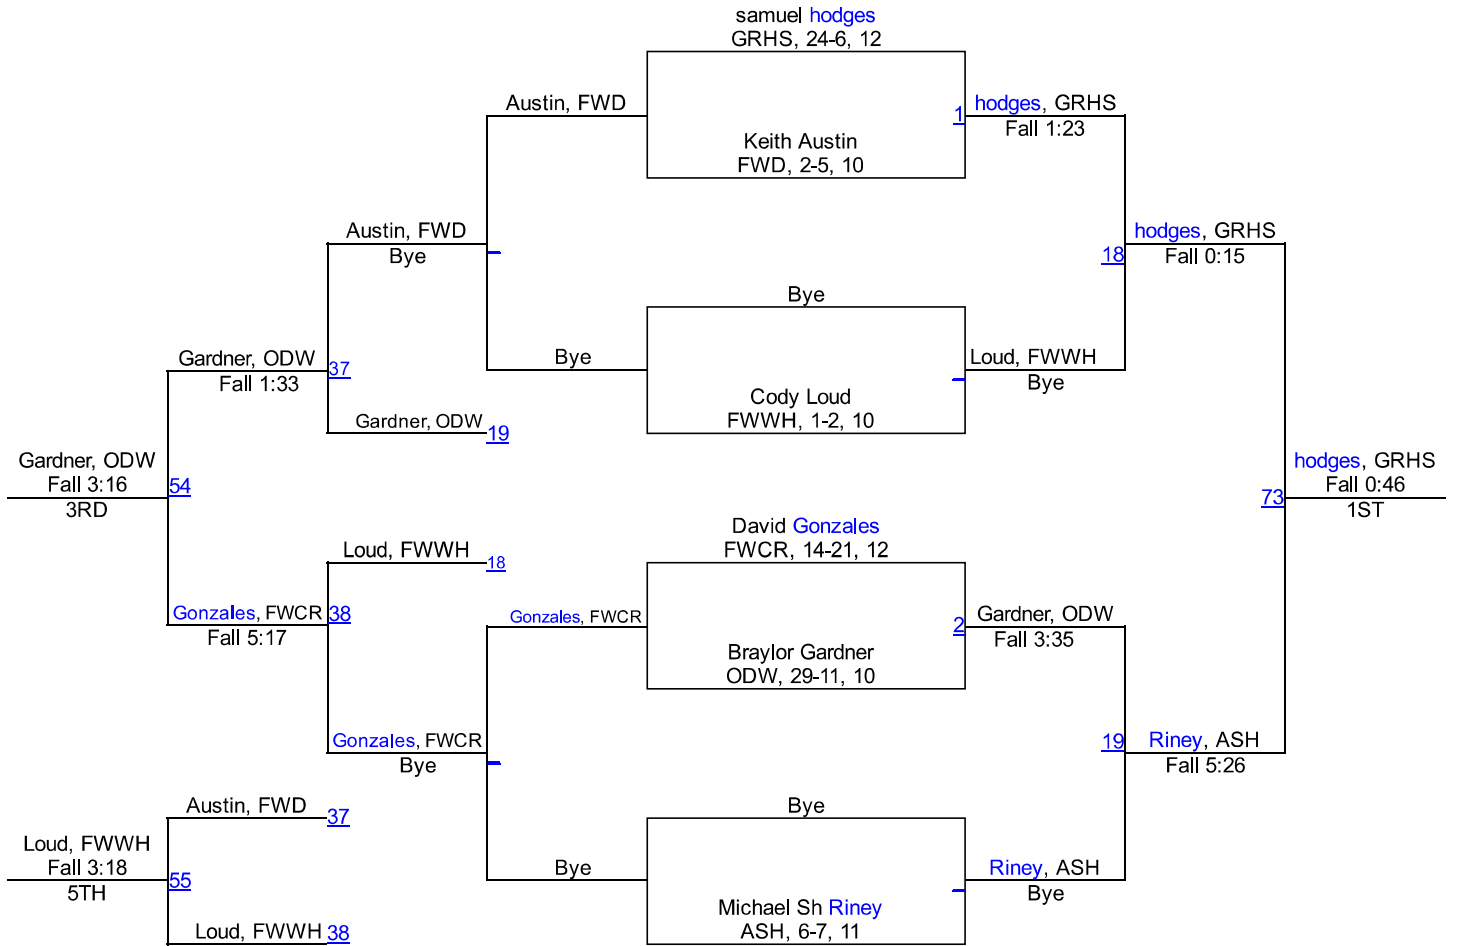 samuel hodges
GRHS, 24-6, 12
Austin, FWD
1
hodges, GRHS
Fall 1:23
Keith Austin
FWD, 2-5, 10
Austin, FWD
Bye
hodges, GRHS
18
Fall 0:15
Bye
Gardner, ODW
37
Fall 1:33
Bye
Loud, FWWH
Bye
Cody Loud
FWWH, 1-2, 10
Gardner, ODW
19
Gardner, ODW
Fall 3:16
54
3RD
hodges, GRHS
Fall 0:46
73
1ST
David Gonzales
FWCR, 14-21, 12
Loud, FWWH
18
Gonzales, FWCR
38
Fall 5:17
Gonzales, FWCR
2
Gardner, ODW
Fall 3:35
Braylor Gardner
ODW, 29-11, 10
Gonzales, FWCR
Bye
19
Riney, ASH
Fall 5:26
Bye
Austin, FWD
37
Loud, FWWH
Fall 3:18
55
5TH
Bye
Riney, ASH
Bye
Michael Sh Riney
ASH, 6-7, 11
Loud, FWWH
38